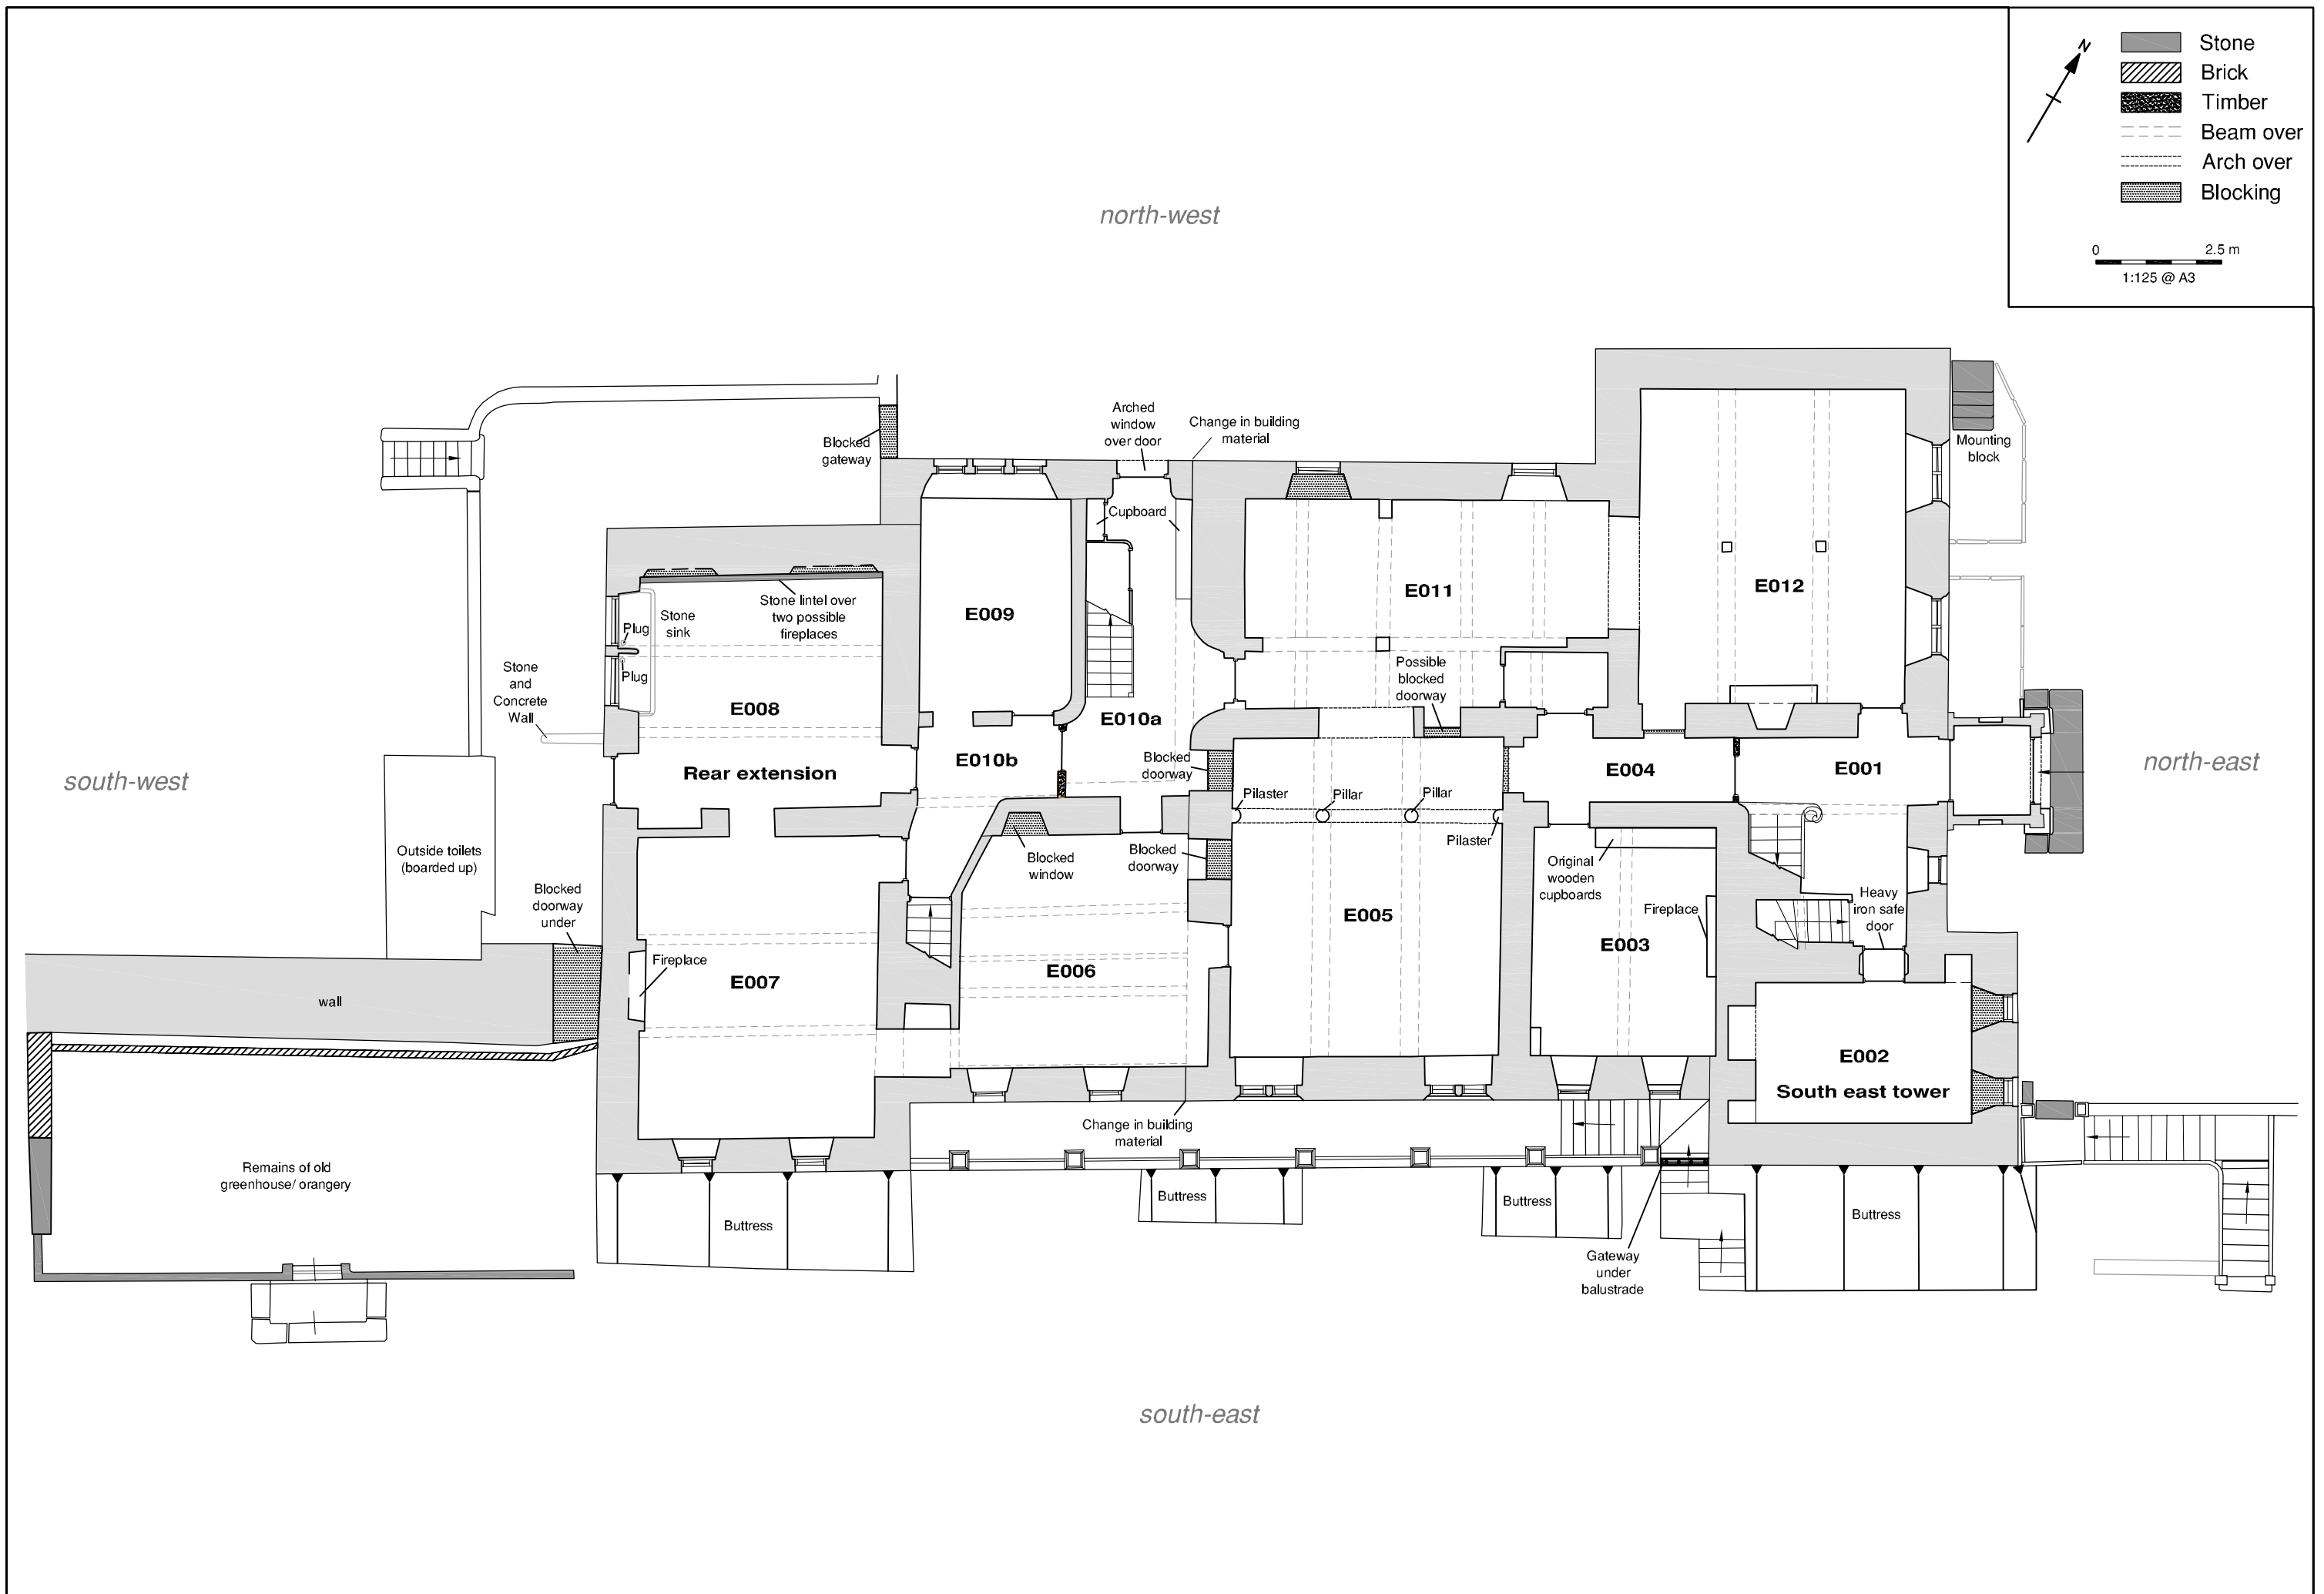 N
Stone
Brick
Timber
Beam over
Arch over
Blocking
0 2.5 m
1:125 @ A3
north-west
Arched
window
over door
Change in building
material
Blocked
gateway
Mounting
block
Cupboard
Stone lintel over
two possible
fireplaces
Stone
sink
Plug
Plug
Stone
and
Concrete
Wall
E009
E011
E012
Possible
blocked
doorway
E008
E010a
Rear extension
E010b
Blocked
doorway
E004
E001
south-west
north-east
Pilaster
Pillar
Pillar
Pilaster
Outside toilets
(boarded up)
Blocked
window
Blocked
doorway
Original
wooden
cupboards
Blocked
doorway
under
Heavy
iron safe
door
Fireplace
E005
E003
Fireplace
E007
E006
wall
E002
South east tower
Change in building
material
Remains of old
greenhouse/ orangery
Buttress
Buttress
Buttress
Buttress
Gateway
under
balustrade
south-east